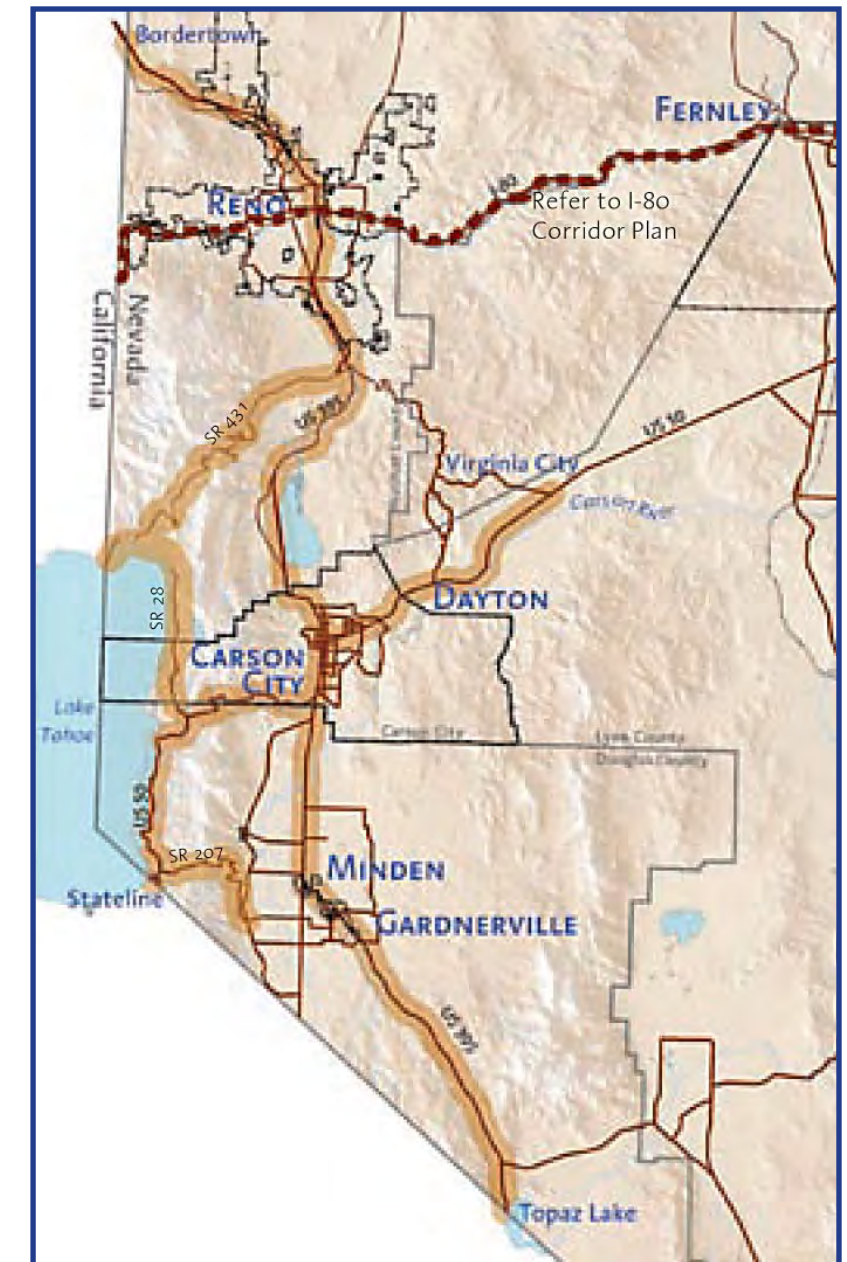 Bordertown
FERNLEY
I-80
RENO
Refer to I-80
Corridor Plan
Nevada
California
SR 431
US 395
US 50
Virginia City
Carson River
SR 28
DAYTON
CARSON
CITY
Lake
Tahoe
Carson City
Lyon County
Douglas County
US 50
SR 207
MINDEN
Stateline
GARDNERVILLE
US 395
Topaz Lake